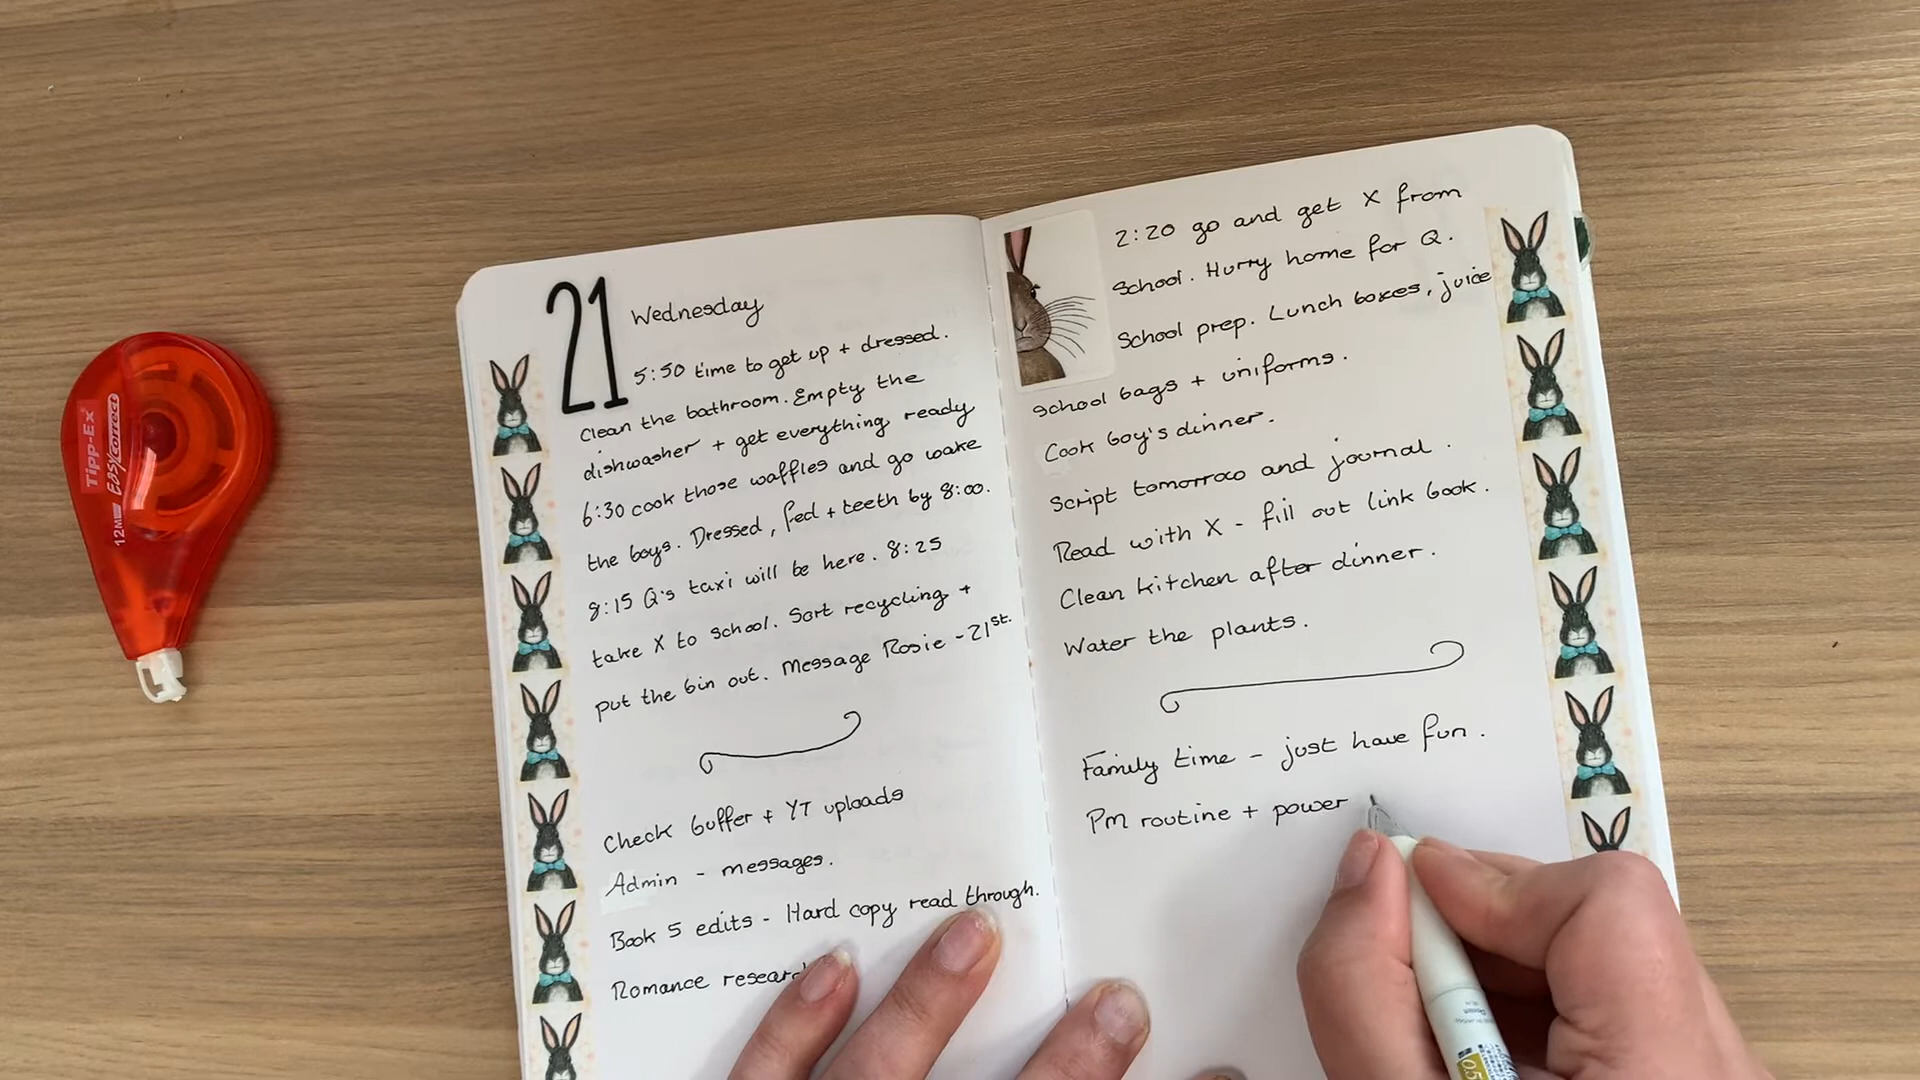 Tipp-Ex
Easy correct
12M
21
Wednesday
5:50 time to get up + dressed.
Clean the bathroom. Empty the
dishwasher + get everything ready
6:30 cook those waffles and go wake
the boys. Dressed, fed + teeth by 8:00.
8:15 Q's taxi will be here. 8:25
take X to school. Sort recycling +
put the bin out. Message Rosie - 21st.
Check buffer + YT uploads
Admin - messages.
Book 5 edits - Hard copy read through.
Romance
2:20 go and get X from
School. Hurry home for Q.
School prep. Lunch boxes, juice
School bags + uniforms.
Cook boy's dinner.
Script tomorrow and journal.
Read with X - fill out link book.
Clean kitchen after dinner.
Water the plants.
Family time - just have fun.
Pm routine + power
0.5